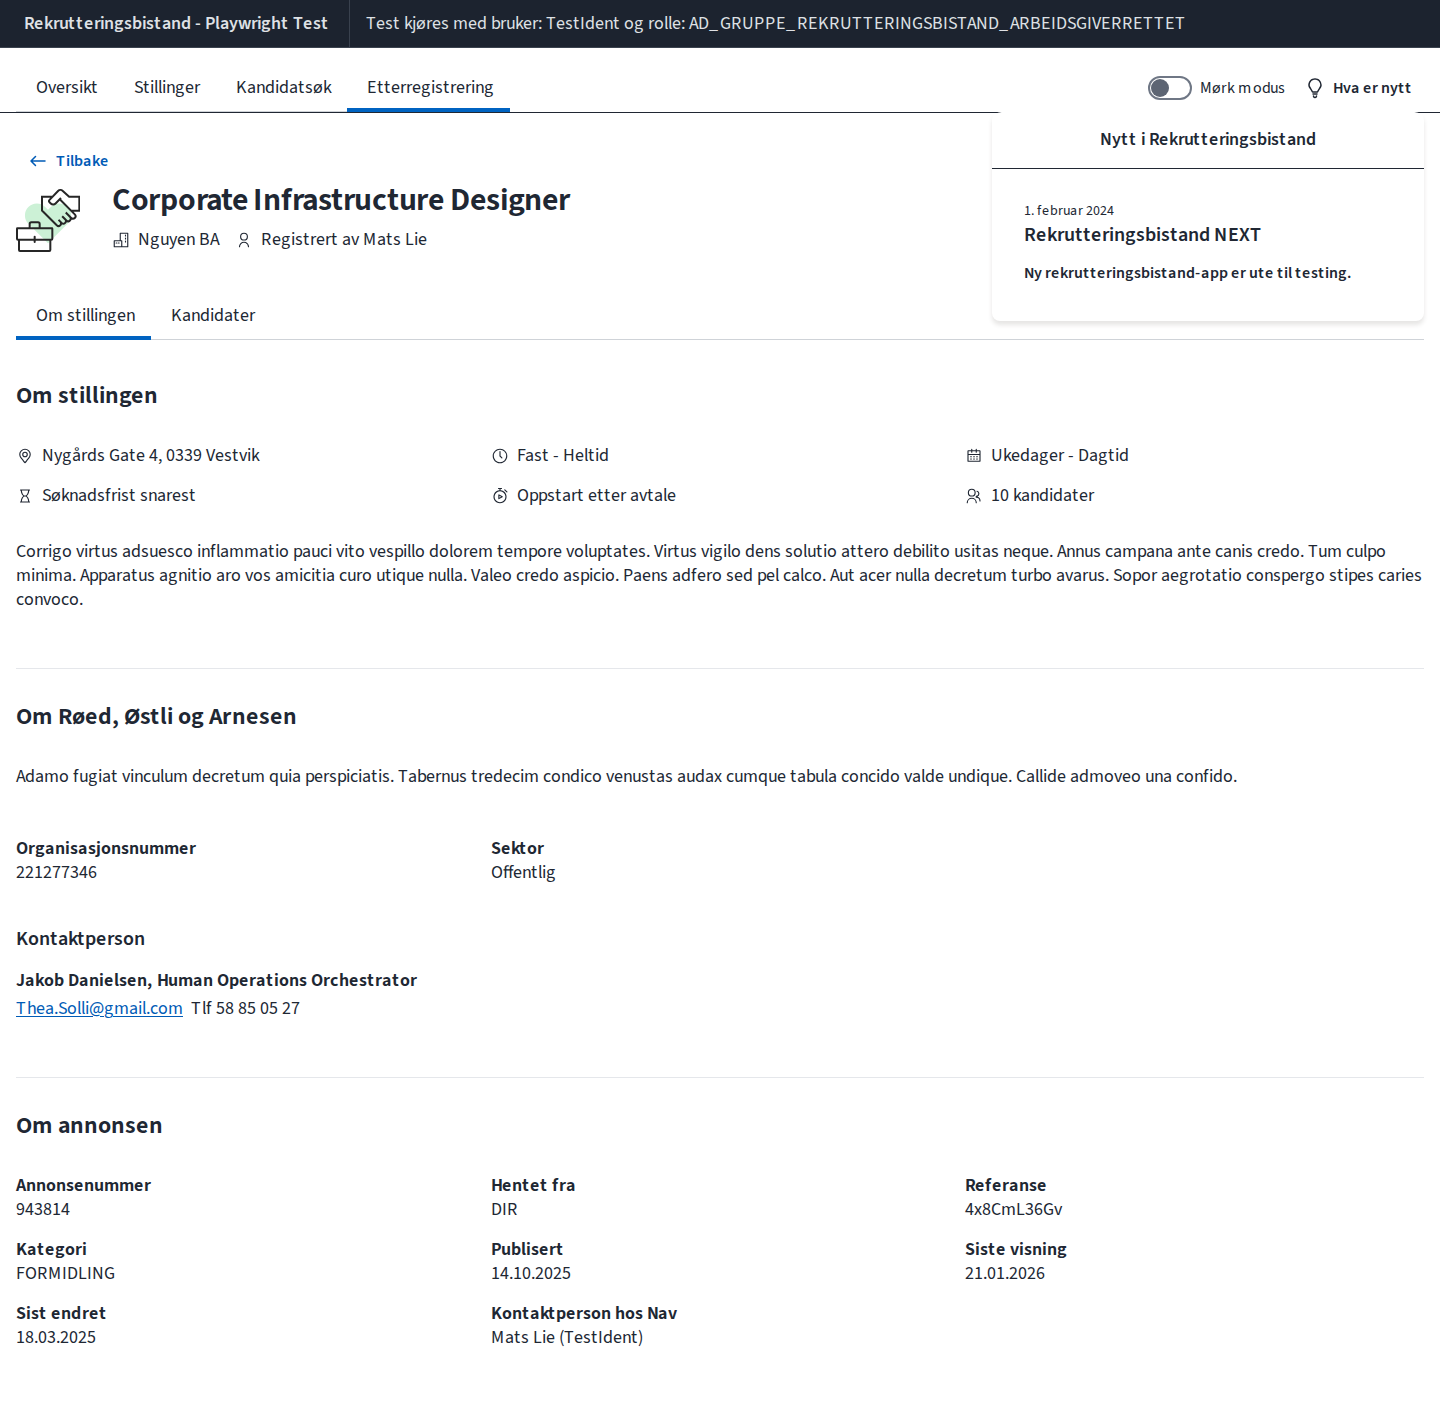 Rekrutteringsbistand - Playwright Test
Test kjøres med bruker: TestIdent og rolle: AD_GRUPPE_REKRUTTERINGSBISTAND_ARBEIDSGIVERRETTET
Oversikt
Stillinger
Kandidatsøk
Etterregistrering
Mørk modus
Hva er nytt
Nytt i Rekrutteringsbistand
1. februar 2024
Rekrutteringsbistand NEXT
Ny rekrutteringsbistand-app er ute til testing.
Tilbake
Corporate Infrastructure Designer
Nguyen BA
Registrert av Mats Lie
Om stillingen
Kandidater
Om stillingen
Nygårds Gate 4, 0339 Vestvik
Fast - Heltid
Ukedager - Dagtid
Søknadsfrist snarest
Oppstart etter avtale
10 kandidater
Corrigo virtus adsuesco inflammatio pauci vito vespillo dolorem tempore voluptates. Virtus vigilo dens solutio attero debilito usitas neque. Annus campana ante canis credo. Tum culpo
minima. Apparatus agnitio aro vos amicitia curo utique nulla. Valeo credo aspicio. Paens adfero sed pel calco. Aut acer nulla decretum turbo avarus. Sopor aegrotatio conspergo stipes caries
convoco.
Om Røed, Østli og Arnesen
Adamo fugiat vinculum decretum quia perspiciatis. Tabernus tredecim condico venustas audax cumque tabula concido valde undique. Callide admoveo una confido.
Organisasjonsnummer
221277346
Sektor
Offentlig
Kontaktperson
Jakob Danielsen, Human Operations Orchestrator
Thea.Solli@gmail.com Tlf 58 85 05 27
Om annonsen
Annonsenummer
943814
Hentet fra
DIR
Referanse
4x8CmL36Gv
Kategori
FORMIDLING
Publisert
14.10.2025
Siste visning
21.01.2026
Sist endret
18.03.2025
Kontaktperson hos Nav
Mats Lie (TestIdent)